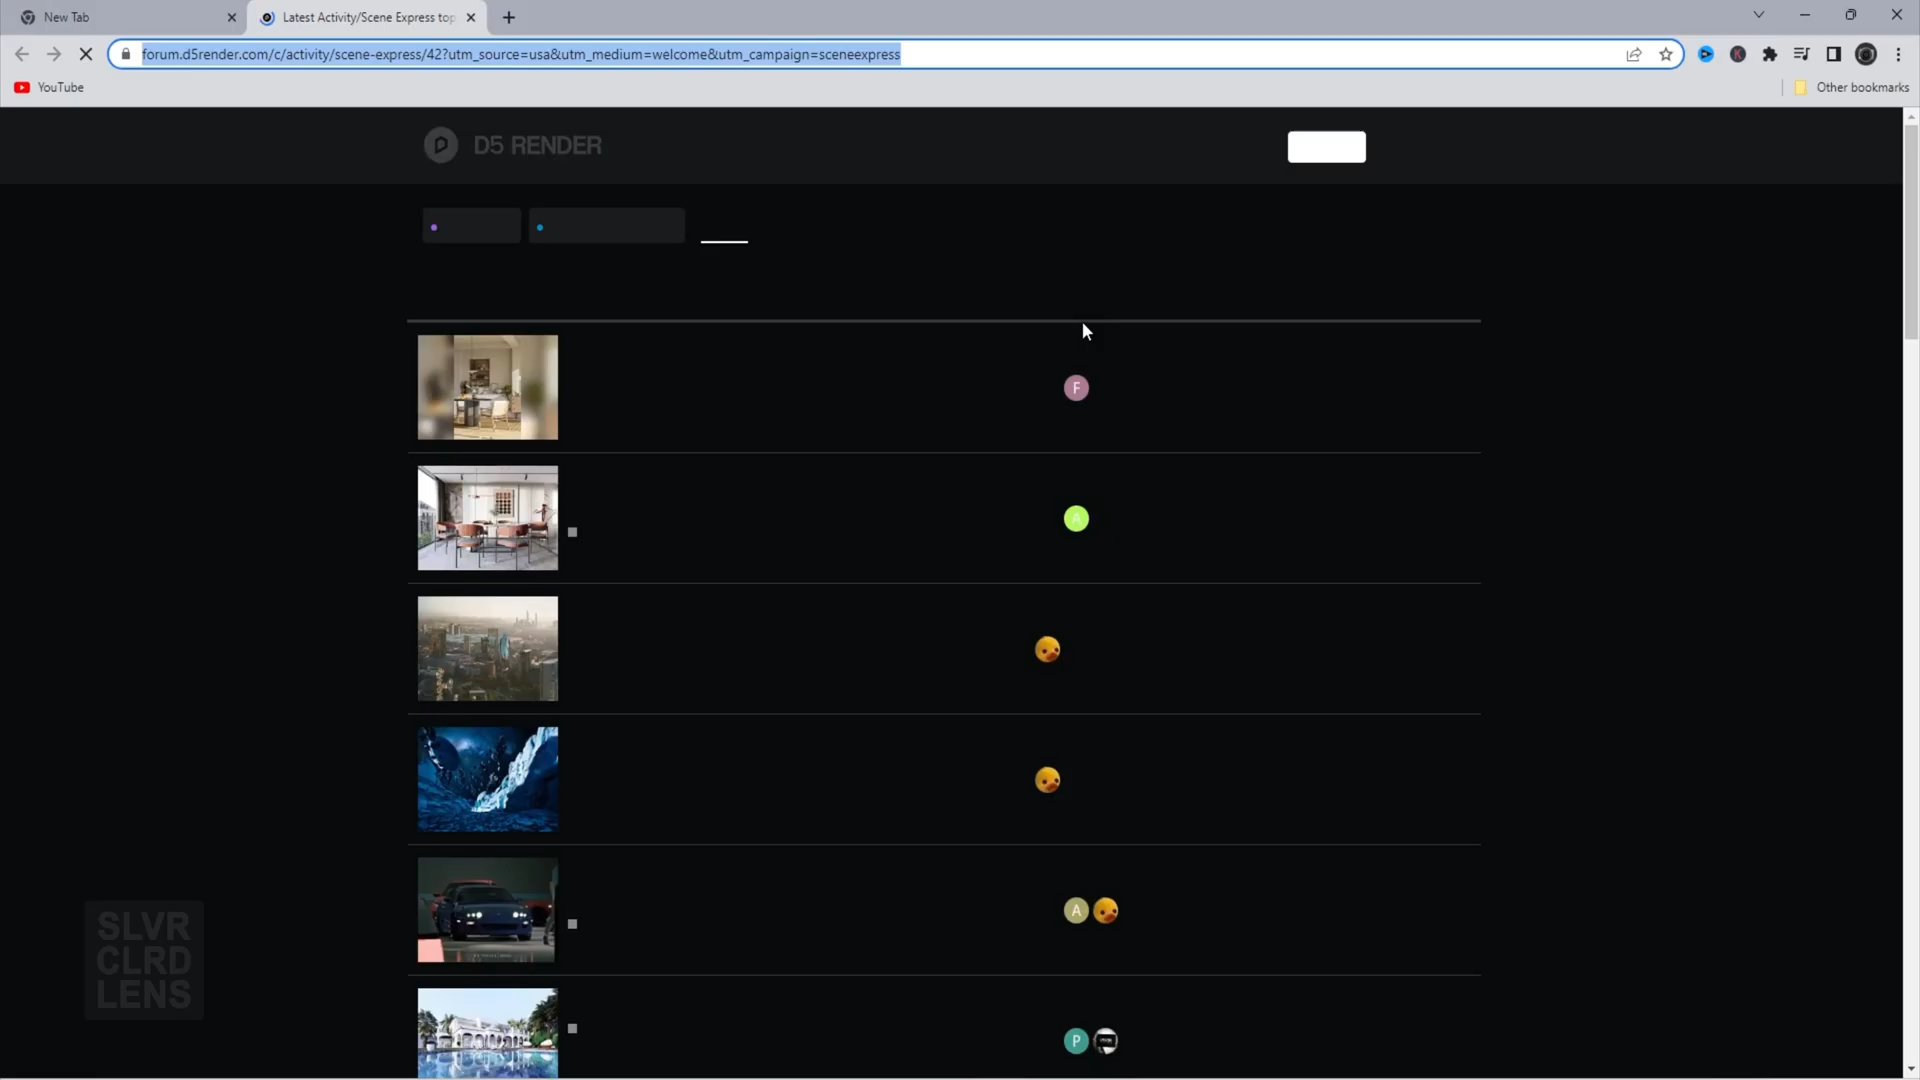 New Tab
Latest Activity/Scene Express top
forum.d5render.com/c/activity/scene-express/42?utm_source=usa&utm_medium=welcome&utm_campaign=sceneexpress
YouTube
Other bookmarks
D5 RENDER
F
A
A
P
SLVR
CLRD
LENS